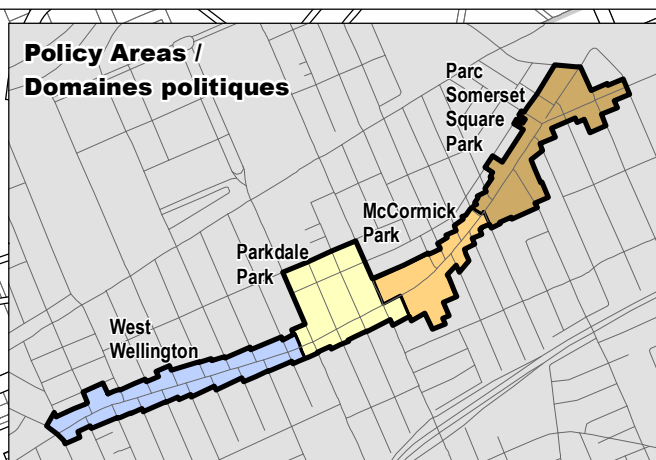 Policy Areas /
Domaines politiques
Parc
Somerset
Square
Park
McCormick
Park
Parkdale
Park
West
Wellington